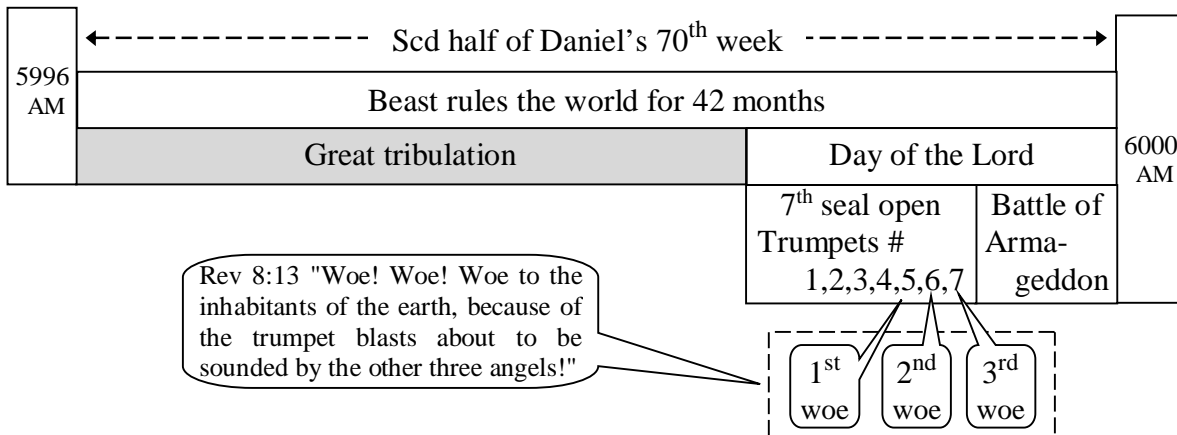 Scd half of Daniel's 70th week
5996
AM
Beast rules the world for 42 months
Great tribulation
Day of the Lord
6000
AM
7th seal open
Trumpets #
1,2,3,4,5,6,7
Battle of
Arma-
geddon
Rev 8:13 "Woe! Woe! Woe to the
inhabitants of the earth, because of
the trumpet blasts about to be
sounded by the other three angels!"
1st
woe
2nd
woe
3rd
woe